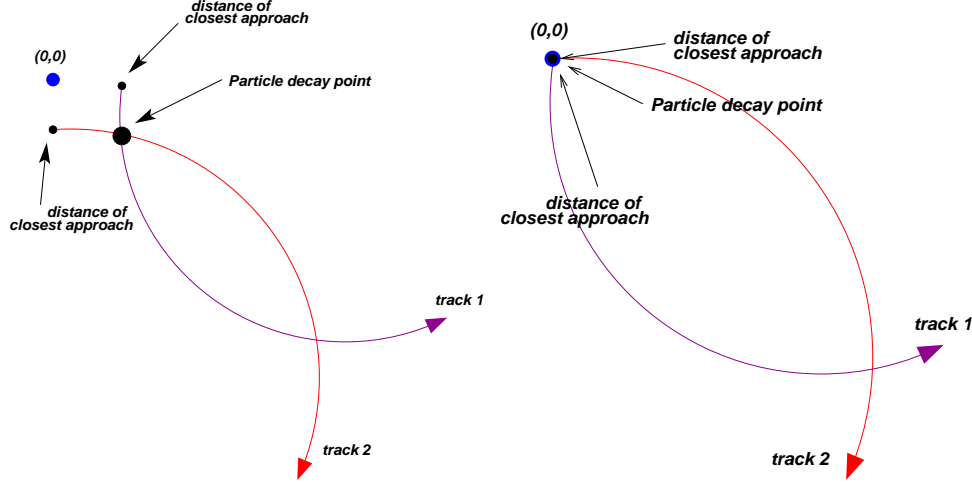 distance of
closest approach
(0,0)
Particle decay point
distance of
closest approach
track 1
track 2
(0,0)
distance of
closest approach
Particle decay point
distance of
closest approach
track 1
track 2